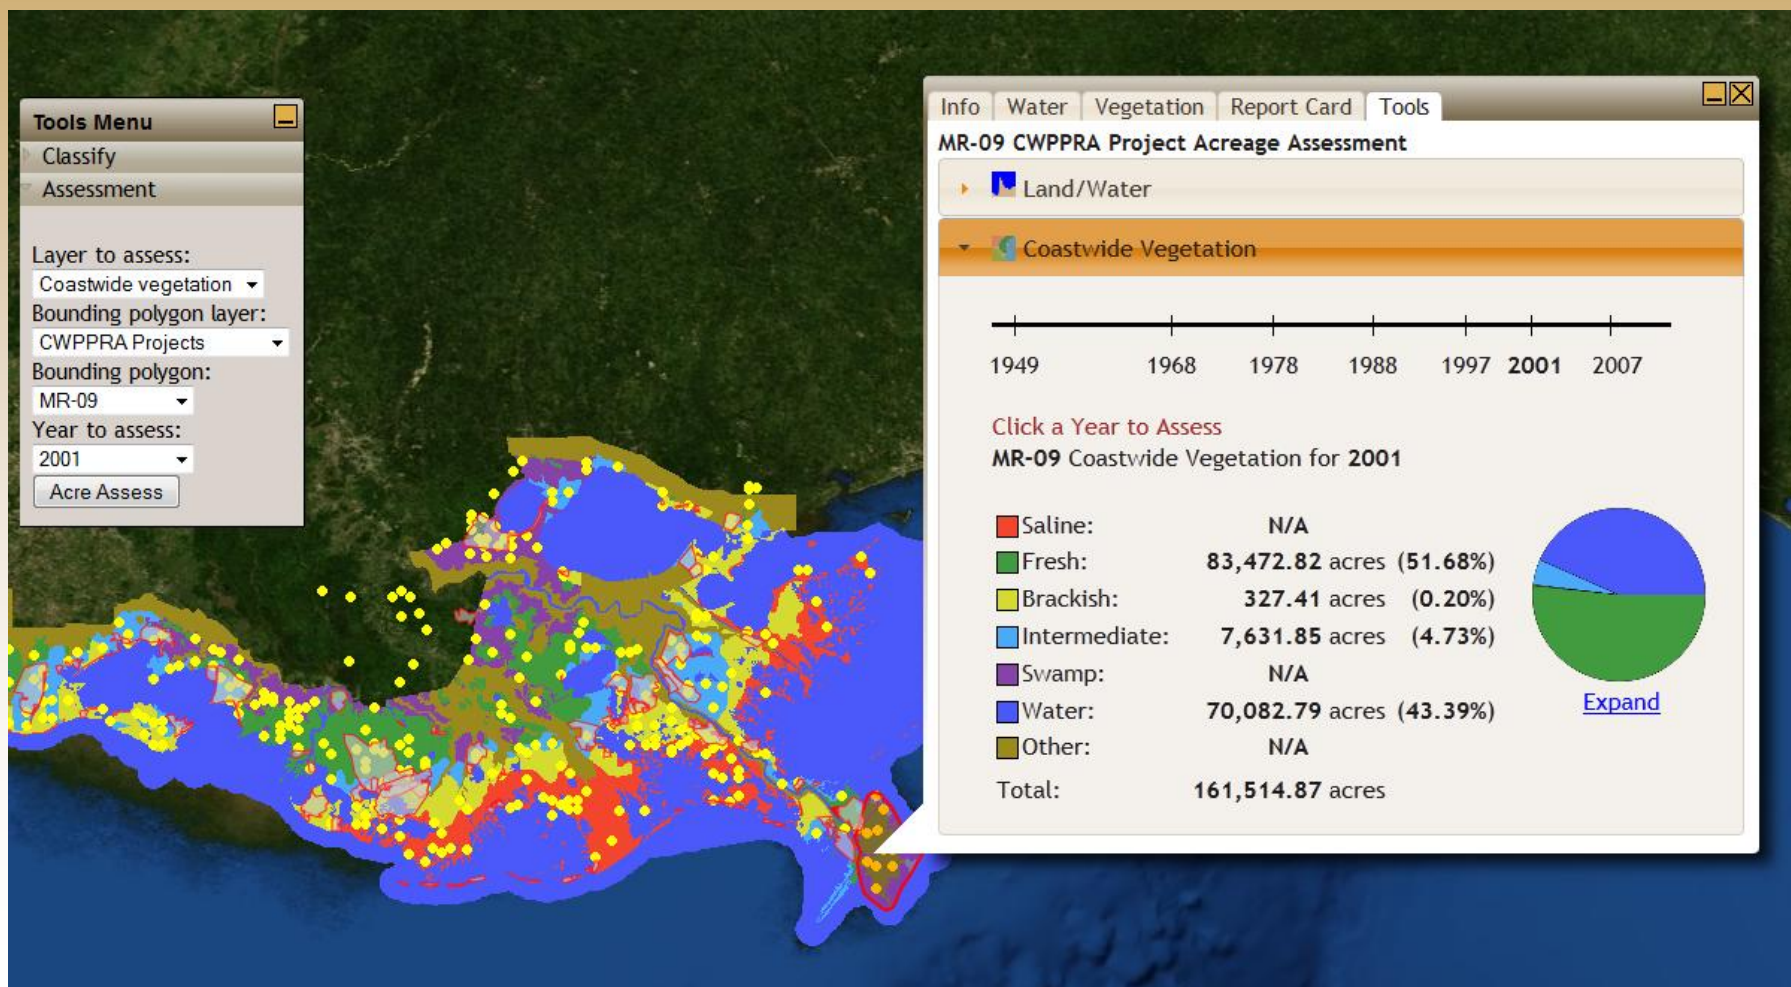 Tools Menu
Classify
Assessment
Layer to assess:
Coastwide vegetation
Bounding polygon layer:
CWPPRA Projects
Bounding polygon:
MR-09
Year to assess:
2001
Acre Assess
Info Water Vegetation Report Card Tools
MR-09 CWPPRA Project Acreage Assessment
Land/Water
Coastwide Vegetation
1949 1968 1978 1988 1997 2001 2007
Click a Year to Assess
MR-09 Coastwide Vegetation for 2001
Saline: N/A
Fresh: 83,472.82 acres (51.68%)
Brackish: 327.41 acres (0.20%)
Intermediate: 7,631.85 acres (4.73%)
Swamp: N/A
Water: 70,082.79 acres (43.39%)
Other: N/A
Total: 161,514.87 acres
Expand